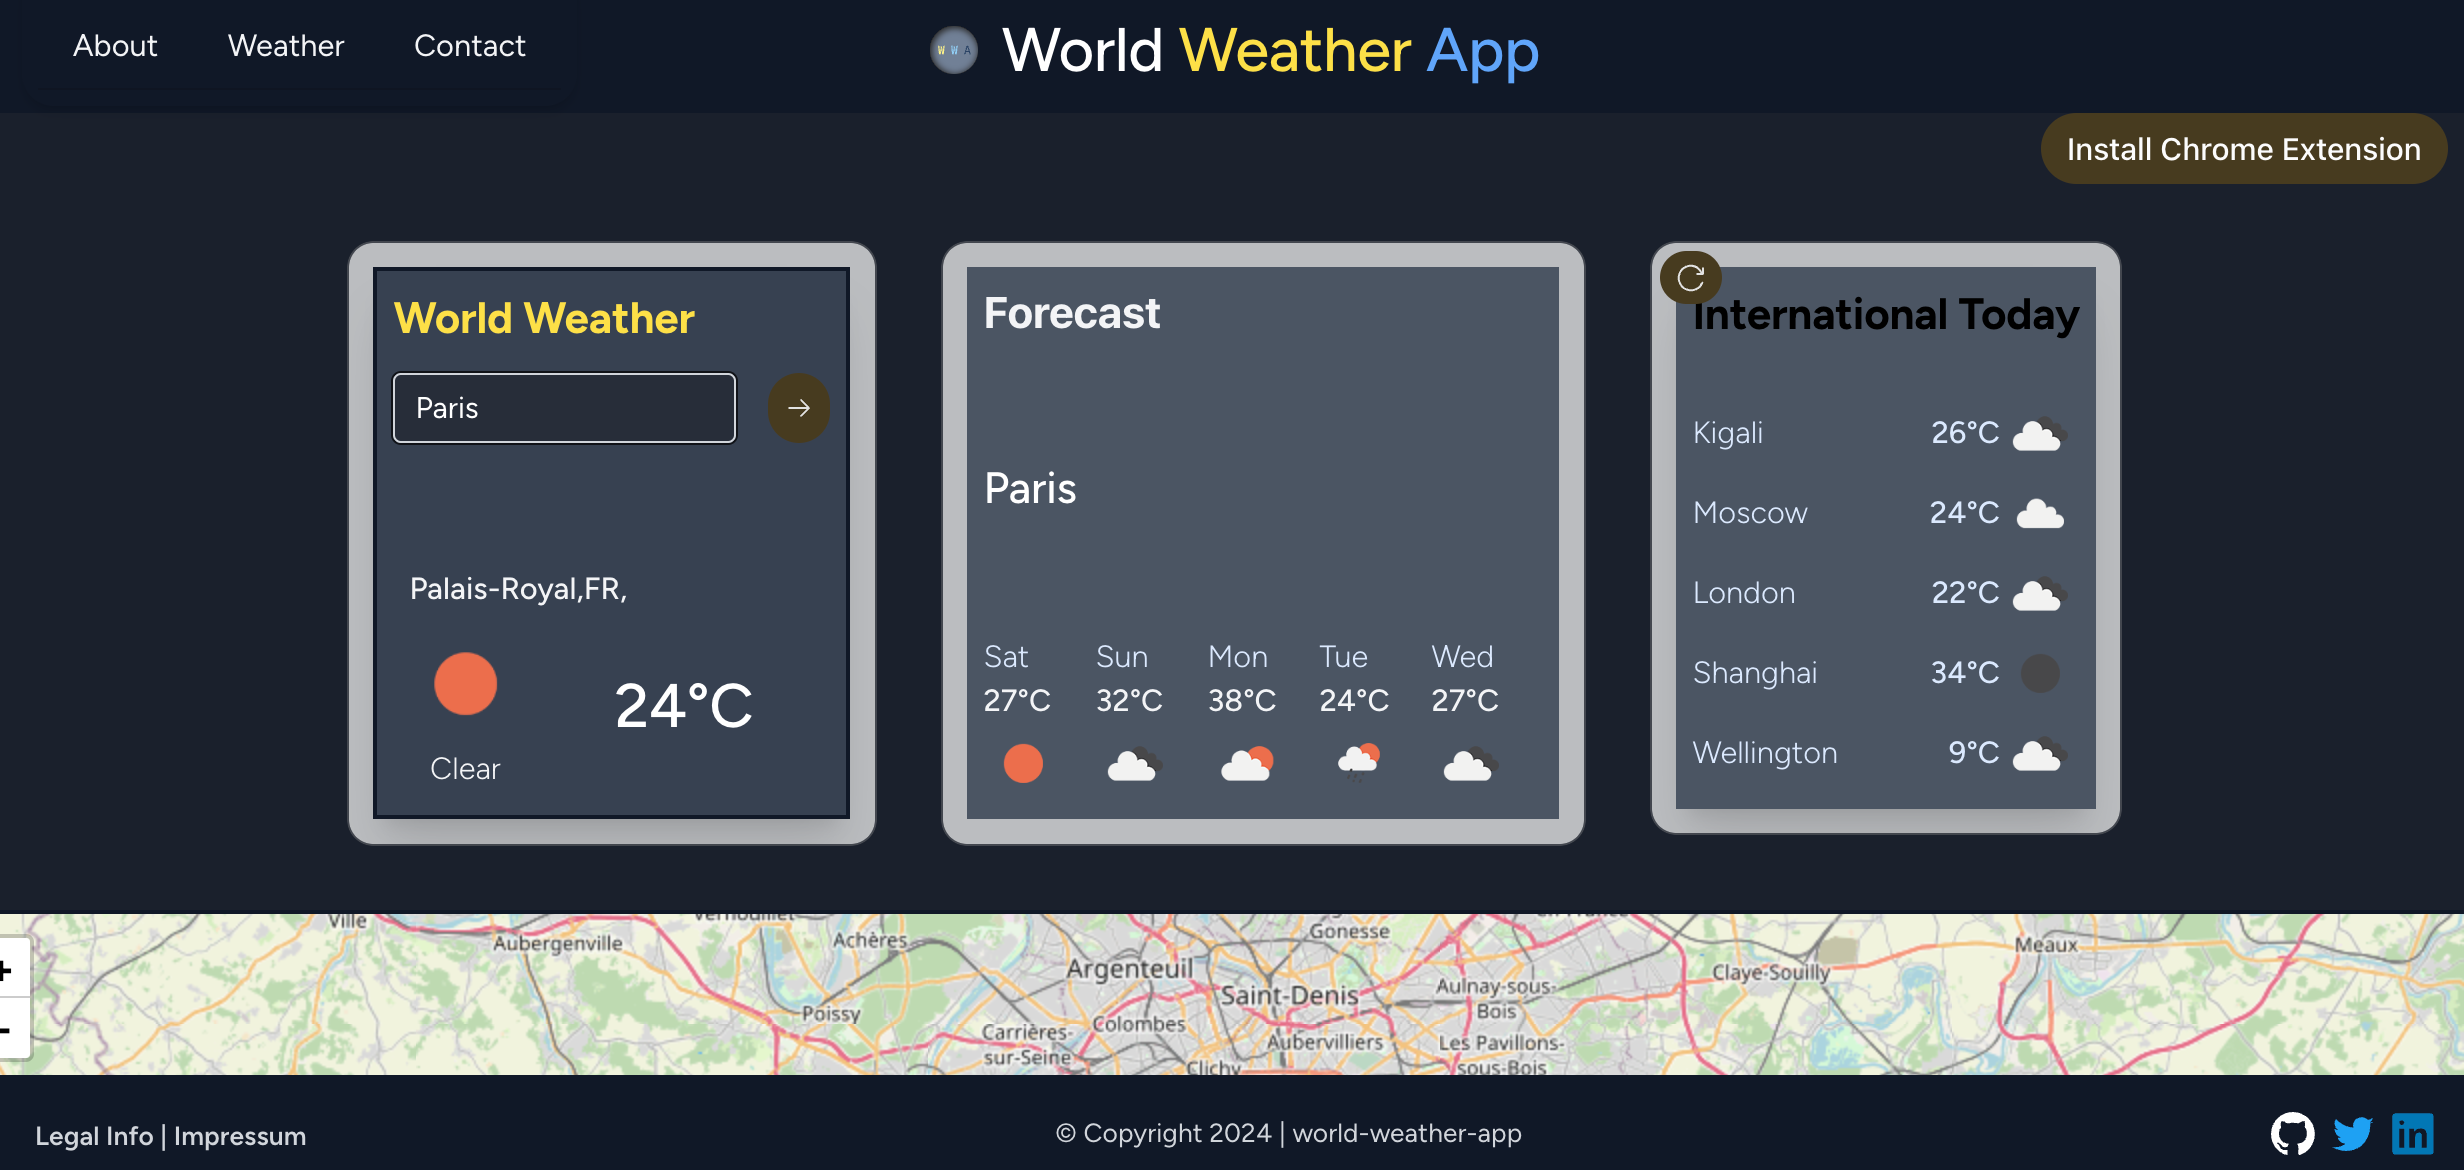 About Weather Contact
W W A
World Weather App
Install Chrome Extension
World Weather
Paris
Palais-Royal,FR,
24°C
Clear
Forecast
Paris
Sat Sun Mon Tue Wed
27°C 32°C 38°C 24°C 27°C
International Today
Kigali 26°C
Moscow 24°C
London 22°C
Shanghai 34°C
Wellington 9°C
+
-
Ville
Aubergenville
Vernouillet
Achères
Poissy
Argenteuil
Carrières-
sur-Seine
Colombes
Clichy
Saint-Denis
Aubervilliers
Gonesse
Aulnay-sous-
Bois
Les Pavillons-
sous-Bois
Claye-Souilly
Meaux
Legal Info | Impressum
© Copyright 2024 | world-weather-app
in